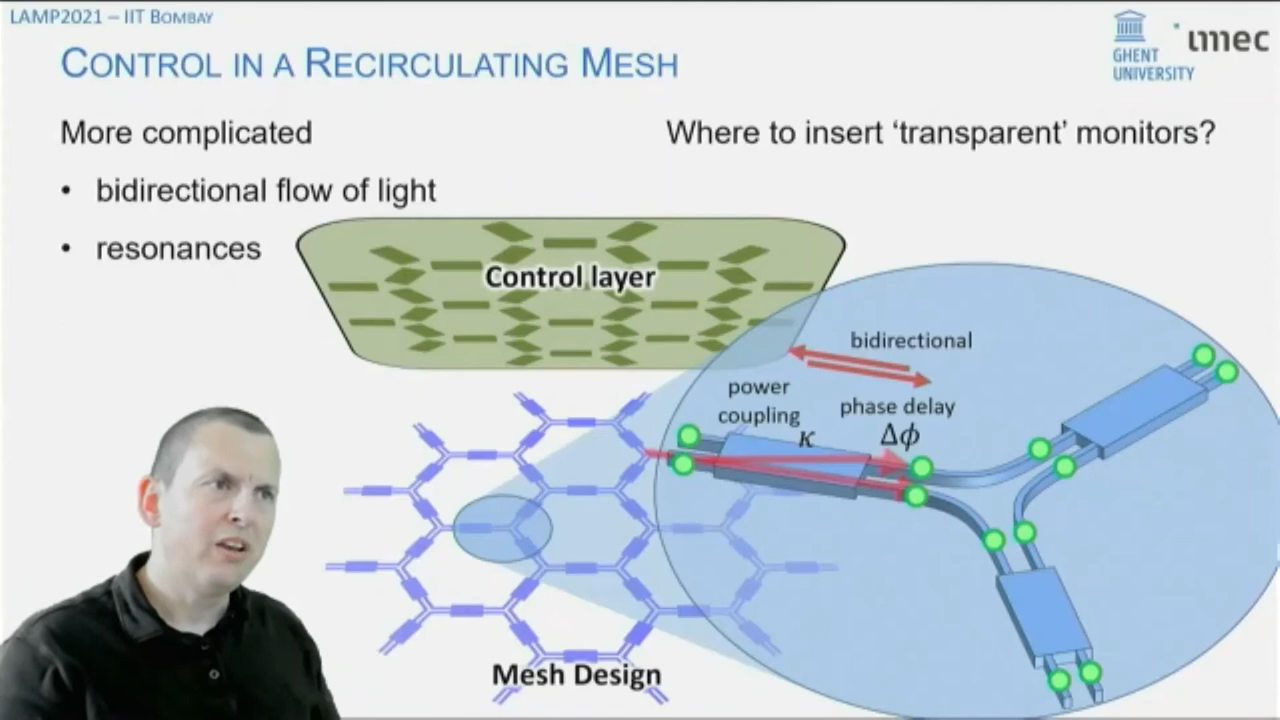 LAMP2021 – IIT BOMBAY
CONTROL IN A RECIRCULATING MESH
GHENT
UNIVERSITY
imec
More complicated
• bidirectional flow of light
• resonances
Where to insert ‘transparent’ monitors?
Control layer
bidirectional
power
coupling
κ
phase delay
Δϕ
Mesh Design